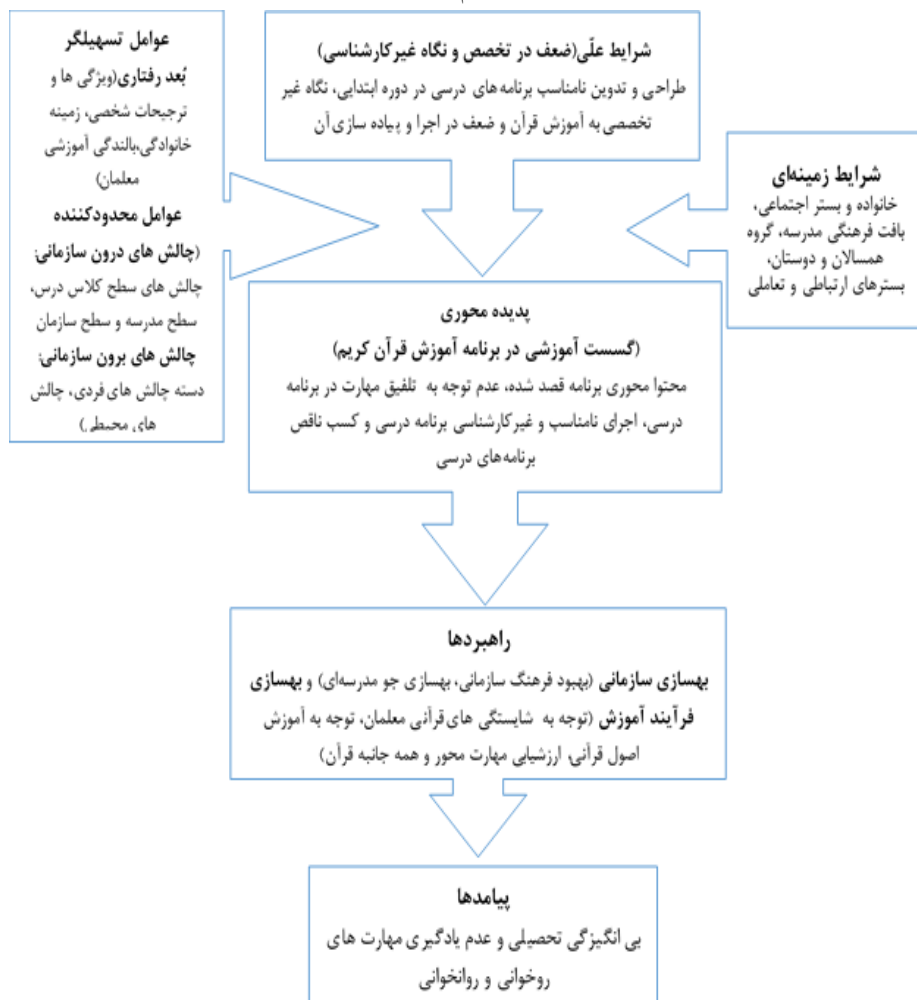 شرایط علّی(ضعف در تخصص و نگاه غیرکارشناسی)
طراحی و تدوین نامناسب برنامه های درسی در دوره ابتدایی، نگاه غیر
تخصصی به آموزش قرآن و ضعف در اجرا و پیاده سازی آن
شرایط زمینه‌ای
خانواده و بستر اجتماعی،
بافت فرهنگی مدرسه، گروه
همسالان و دوستان،
بسترهای ارتباطی و تعاملی
عوامل تسهیلگر
بُعد رفتاری(ویژگی ها و
ترجیحات شخصی، زمینه
خانوادگی،بالندگی آموزشی
معلمان)
عوامل محدودکننده
(چالش های درون سازمانی:
چالش های سطح کلاس درس،
سطح مدرسه و سطح سازمان
چالش های برون سازمانی:
دسته چالش های فردی، چالش
های محیطی)
پدیده محوری
(گسست آموزشی در برنامه آموزش قرآن کریم)
محتوا محوری برنامه قصد شده، عدم توجه به تلفیق مهارت در برنامه
درسی، اجرای نامناسب و غیرکارشناسی برنامه درسی و کسب ناقص
برنامه‌های درسی
راهبردها
بهسازی سازمانی (بهبود فرهنگ سازمانی، بهسازی جو مدرسه‌ای) و بهسازی
فرآیند آموزش (توجه به شایستگی های قرآنی معلمان، توجه به آموزش
اصول قرآنی، ارزشیابی مهارت محور و همه جانبه قرآن)
پیامدها
بی انگیزگی تحصیلی و عدم یادگیری مهارت های
روخوانی و روانخوانی